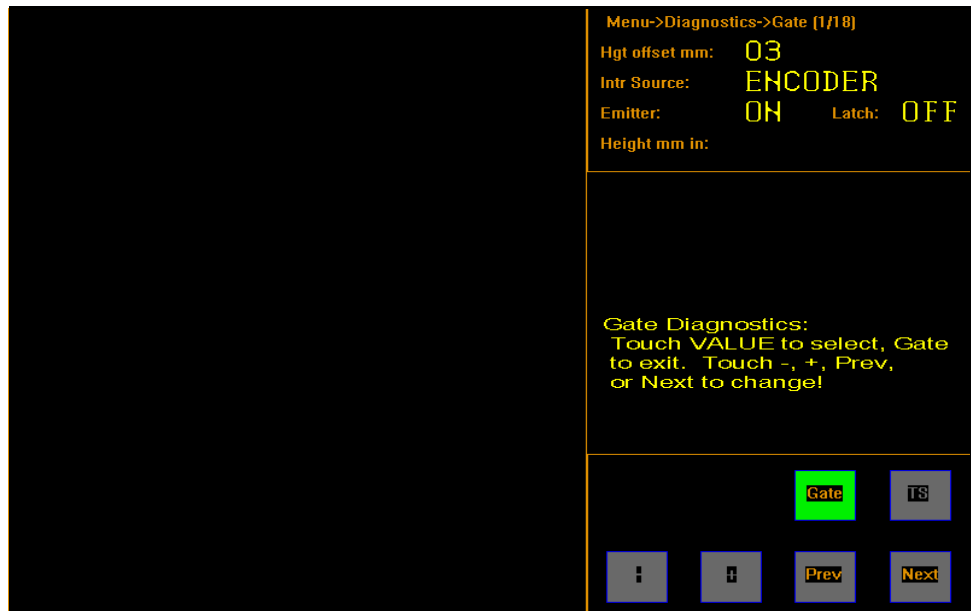 Menu->Diagnostics->Gate (1/18)
Hgt offset mm: 03
Intr Source: ENCODER
Emitter: ON Latch: OFF
Height mm in:
Gate Diagnostics:
Touch VALUE to select, Gate
to exit. Touch -, +, Prev,
or Next to change!
Gate TS
- + Prev Next